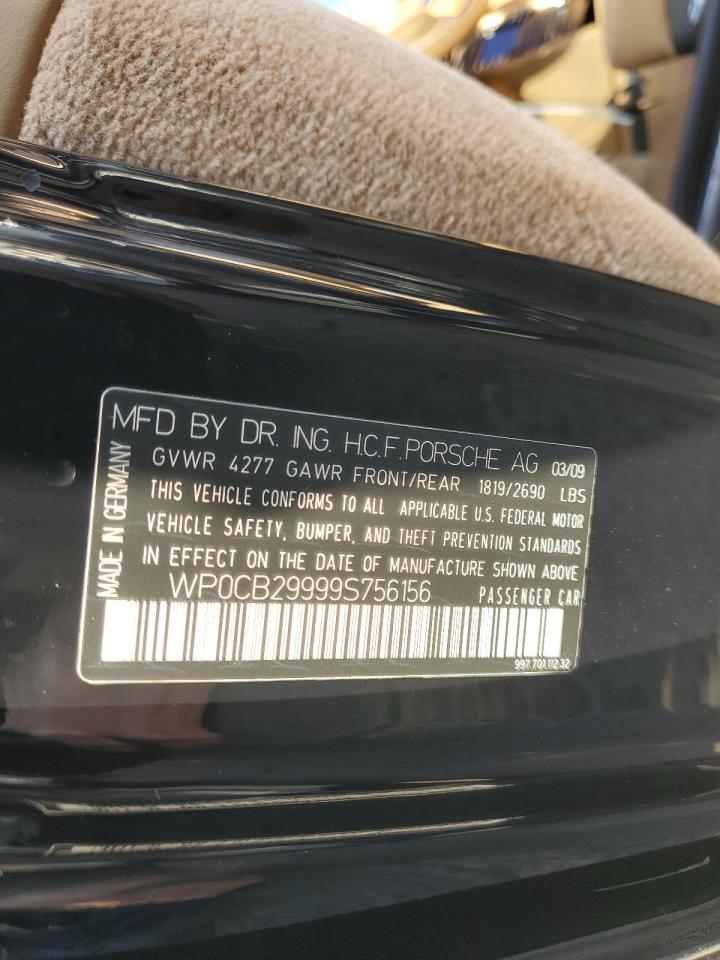 MFD BY DR. ING. H.C.F. PORSCHE AG 03/09
GVWR 4277 GAWR FRONT/REAR 1819/2690 LBS
THIS VEHICLE CONFORMS TO ALL APPLICABLE U.S. FEDERAL MOTOR
VEHICLE SAFETY, BUMPER, AND THEFT PREVENTION STANDARDS
IN EFFECT ON THE DATE OF MANUFACTURE SHOWN ABOVE
WP0CB29999S756156 PASSENGER CAR
997.701.112.32
MADE IN GERMANY